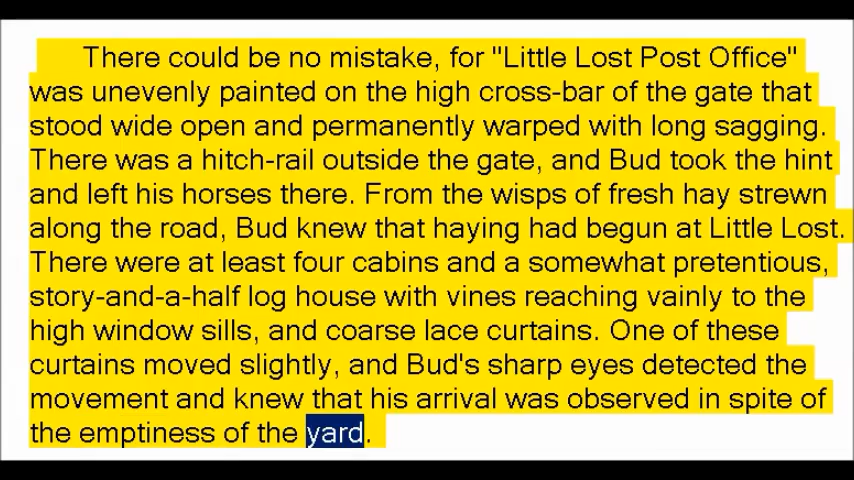 There could be no mistake, for "Little Lost Post Office"
was unevenly painted on the high cross-bar of the gate that
stood wide open and permanently warped with long sagging.
There was a hitch-rail outside the gate, and Bud took the hint
and left his horses there. From the wisps of fresh hay strewn
along the road, Bud knew that haying had begun at Little Lost.
There were at least four cabins and a somewhat pretentious,
story-and-a-half log house with vines reaching vainly to the
high window sills, and coarse lace curtains. One of these
curtains moved slightly, and Bud's sharp eyes detected the
movement and knew that his arrival was observed in spite of
the emptiness of the yard.